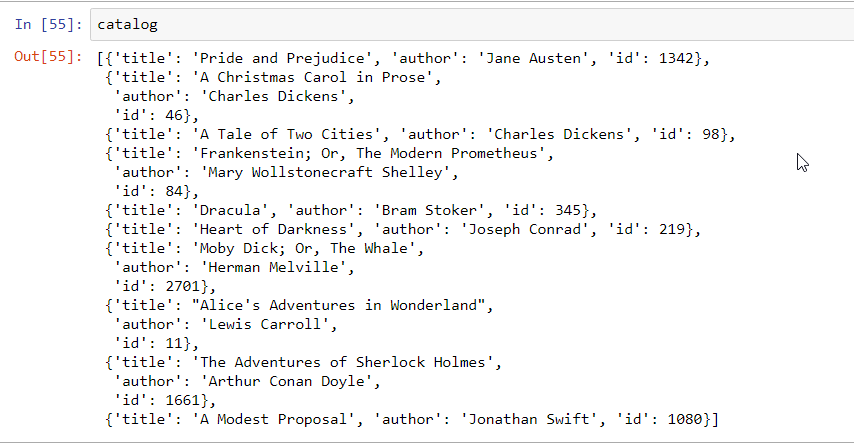 In [55]: catalog
Out[55]: [{'title': 'Pride and Prejudice', 'author': 'Jane Austen', 'id': 1342},
{'title': 'A Christmas Carol in Prose',
'author': 'Charles Dickens',
'id': 46},
{'title': 'A Tale of Two Cities', 'author': 'Charles Dickens', 'id': 98},
{'title': 'Frankenstein; Or, The Modern Prometheus',
'author': 'Mary Wollstonecraft Shelley',
'id': 84},
{'title': 'Dracula', 'author': 'Bram Stoker', 'id': 345},
{'title': 'Heart of Darkness', 'author': 'Joseph Conrad', 'id': 219},
{'title': 'Moby Dick; Or, The Whale',
'author': 'Herman Melville',
'id': 2701},
{'title': "Alice's Adventures in Wonderland",
'author': 'Lewis Carroll',
'id': 11},
{'title': 'The Adventures of Sherlock Holmes',
'author': 'Arthur Conan Doyle',
'id': 1661},
{'title': 'A Modest Proposal', 'author': 'Jonathan Swift', 'id': 1080}]